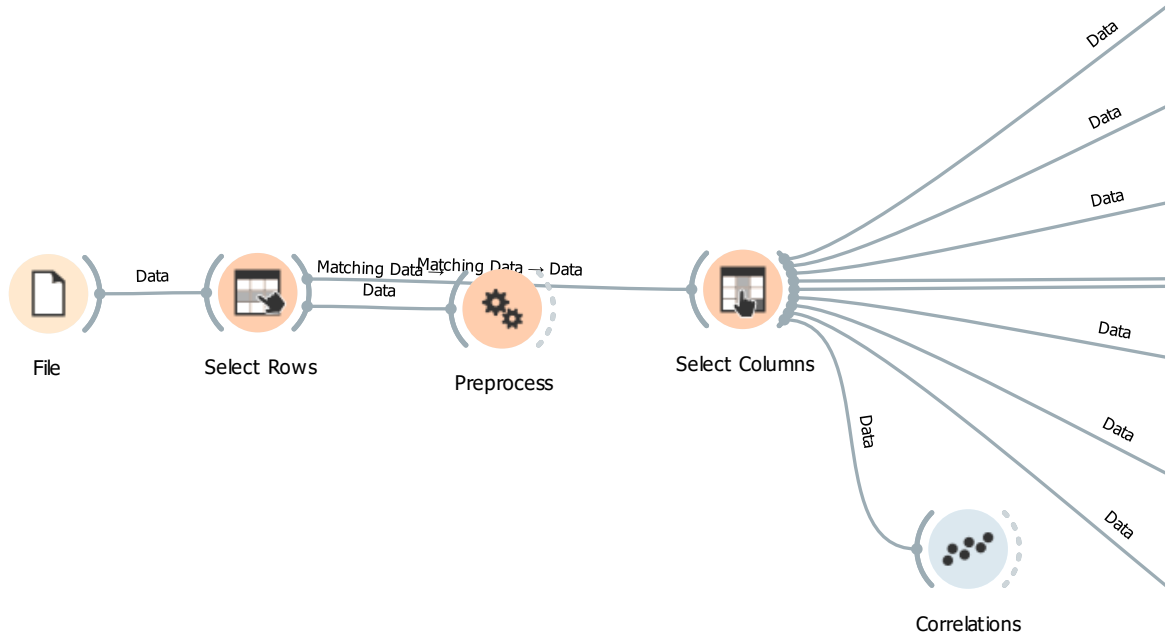 Data
Data
Data
Data
Matching Data →
Data
Matching Data → Data
File
Select Rows
Preprocess
Select Columns
Data
Data
Data
Data
Correlations